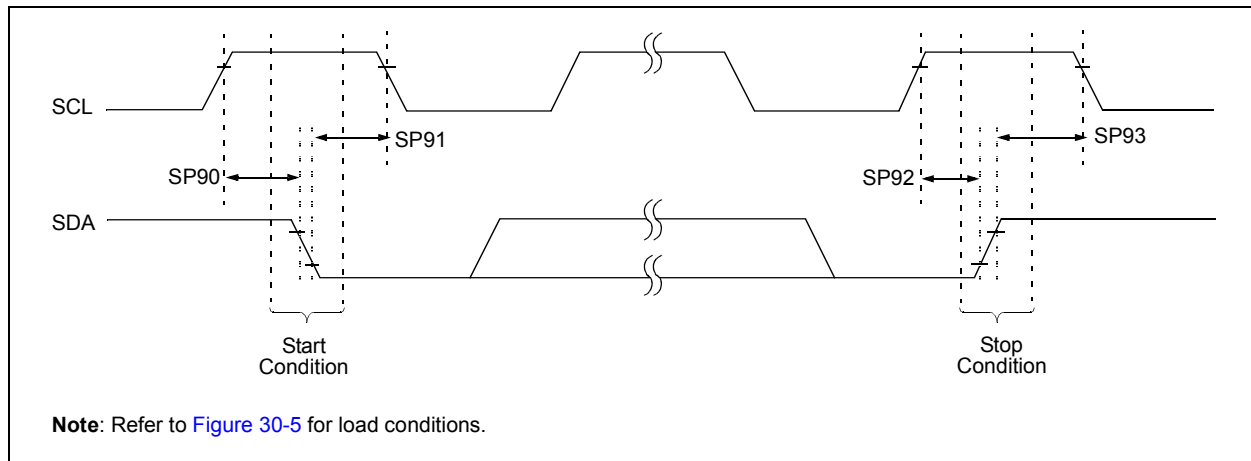 SCL
SP91
SP93
SP90
SP92
SDA
Start
Condition
Stop
Condition
Note: Refer to Figure 30-5 for load conditions.